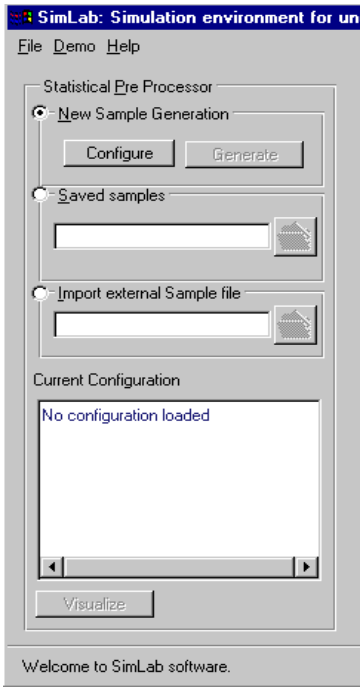 SimLab: Simulation environment for un
File Demo Help
Statistical Pre Processor
New Sample Generation
Configure Generate
Saved samples
Import external Sample file
Current Configuration
No configuration loaded
Visualize
Welcome to SimLab software.